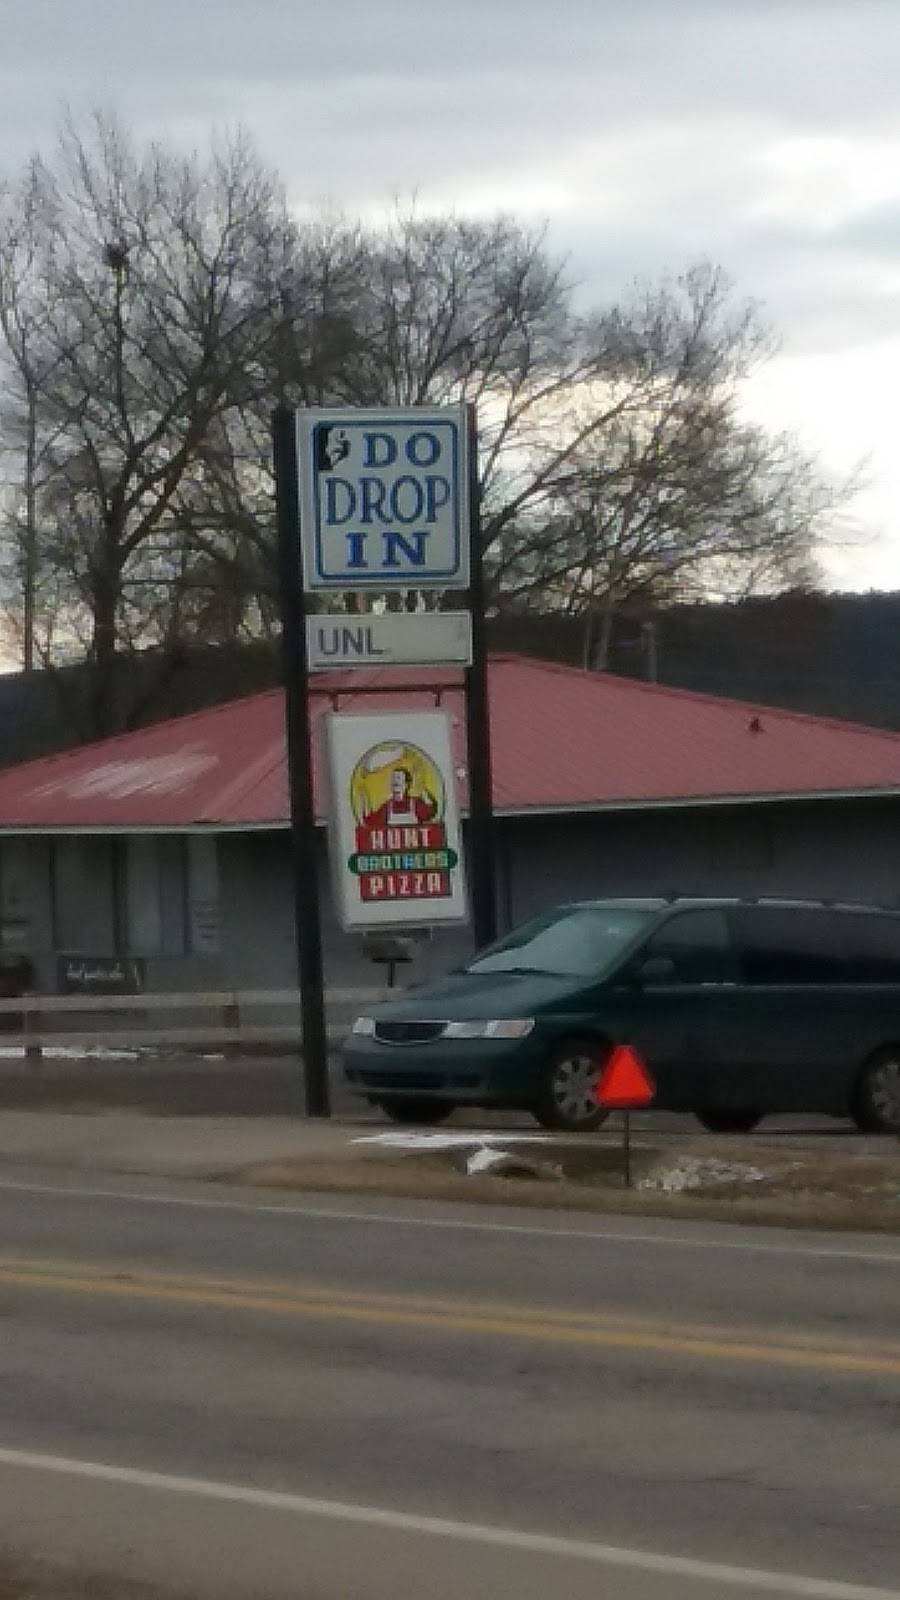 DO
DROP
IN
UNL
HUNT
BROTHERS
PIZZA